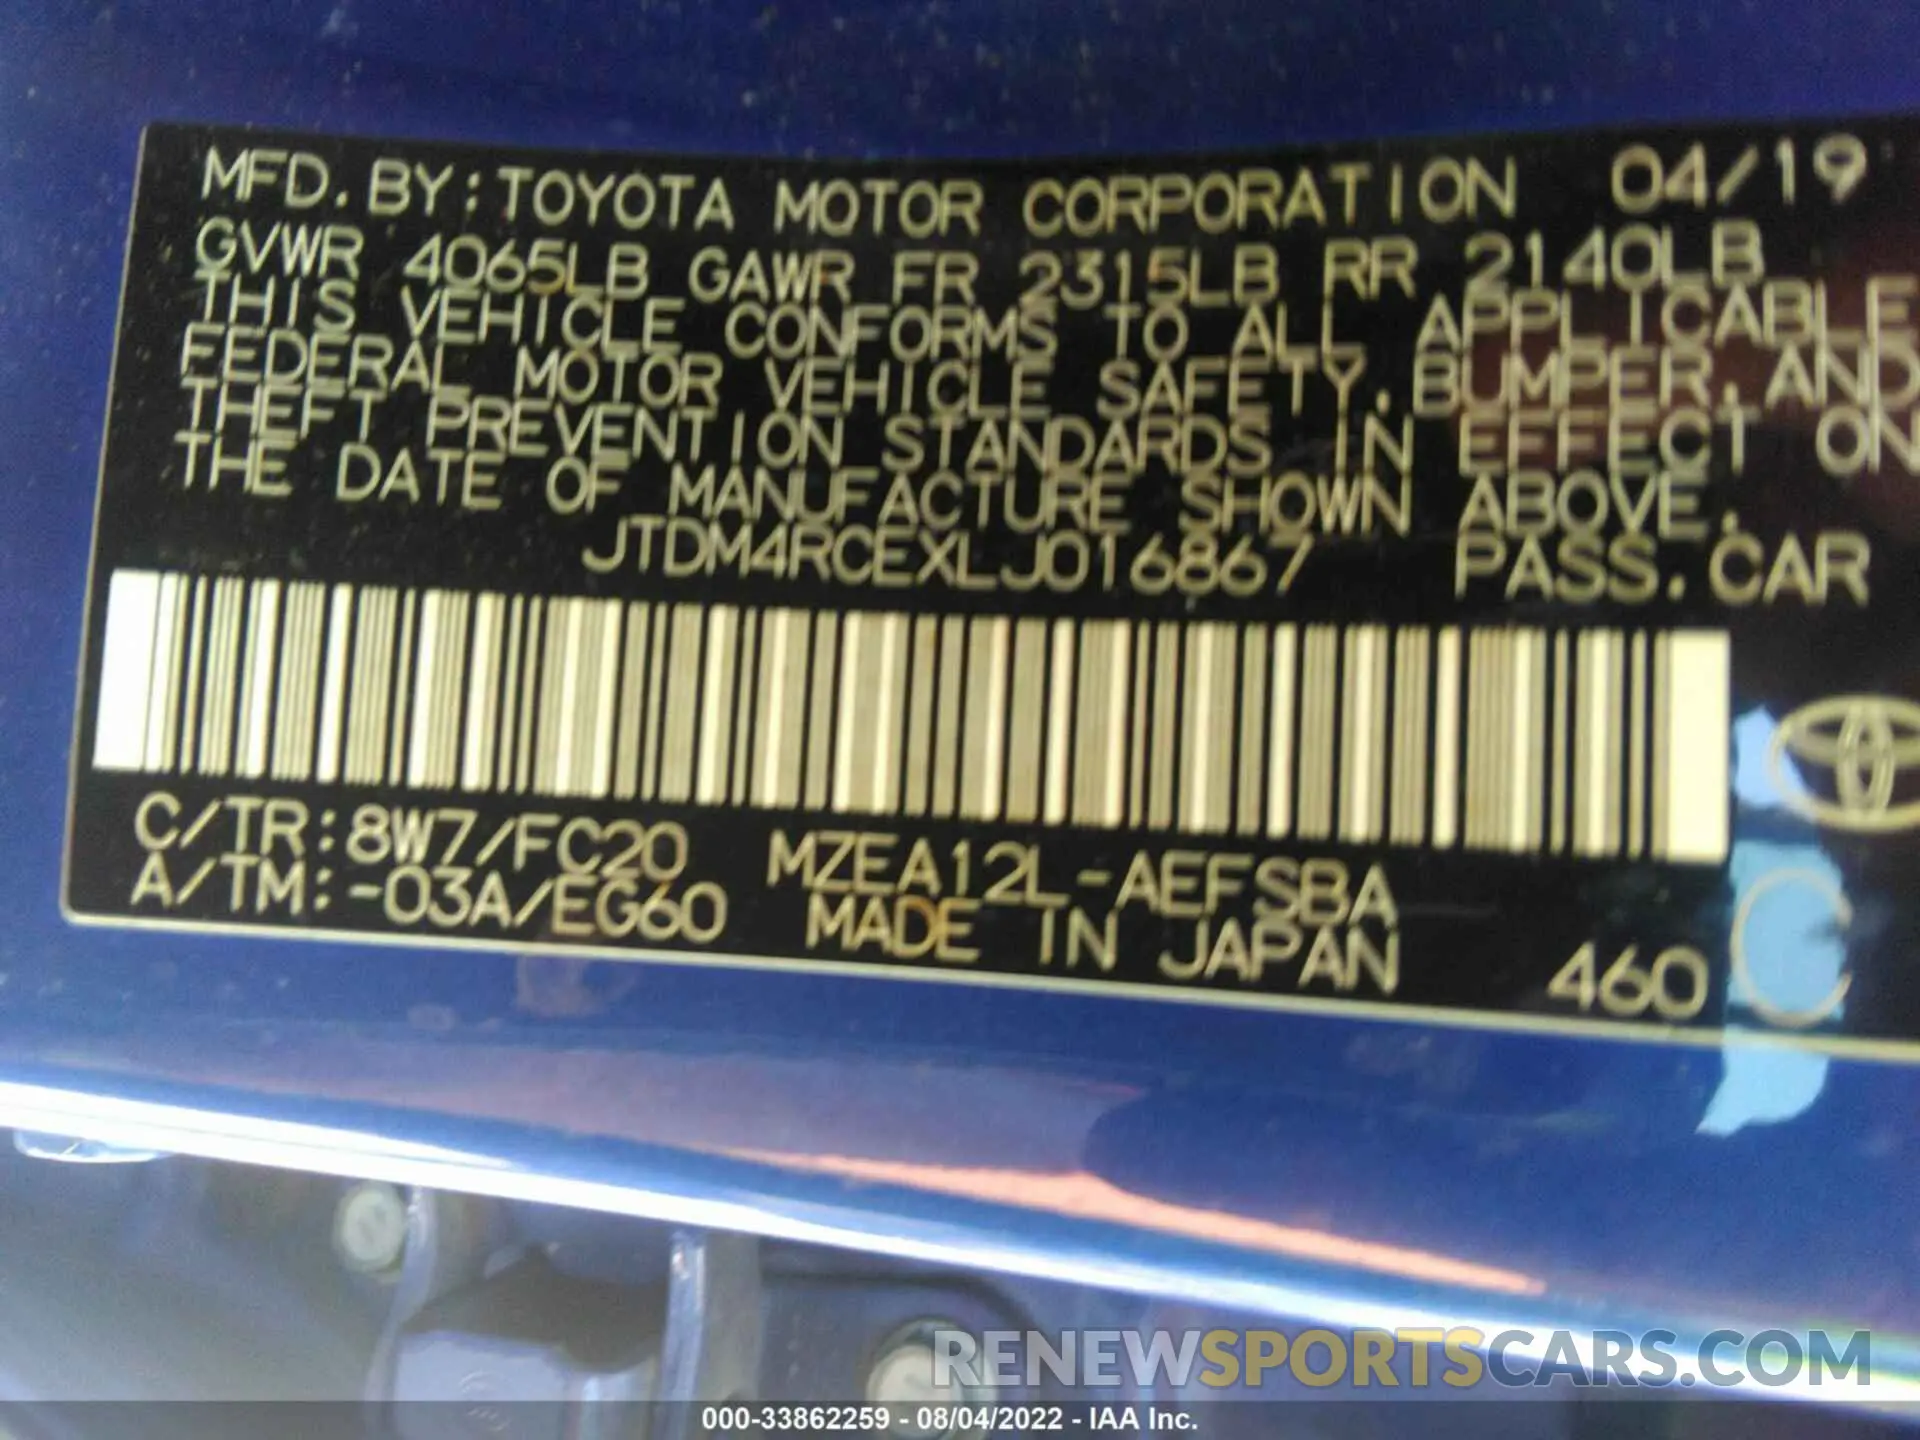 MFD. BY: TOYOTA MOTOR CORPORATION 04/19
GVWR 4065LB GAWR FR 2315LB RR 2140LB
THIS VEHICLE CONFORMS TO ALL APPLICABLE
FEDERAL MOTOR VEHICLE SAFETY, BUMPER, AND
THEFT PREVENTION STANDARDS IN EFFECT ON
THE DATE OF MANUFACTURE SHOWN ABOVE.
JTDM4RCEXLJ016867 PASS. CAR
C/TR: 8W7/FC20 MZEA12L-AEFSBA
A/TM: -03A/EG60 MADE IN JAPAN 460 C
RENEWSPORTSCARS.COM
000-33862259 - 08/04/2022 - IAA Inc.